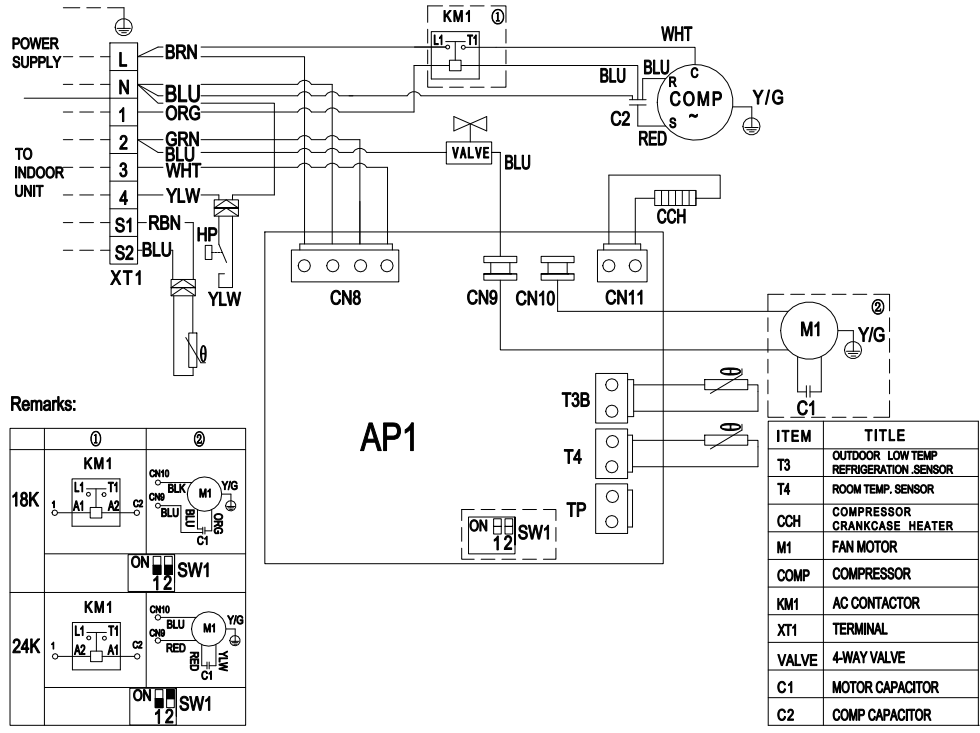 KM1 ①
POWER
SUPPLY
L
BRN
L1 T1
WHT
N
BLU
BLU
BLU
R C
COMP
~
S
Y/G
1
ORG
C2
RED
2
GRN
BLU
VALVE
BLU
TO
INDOOR
UNIT
3
WHT
4
YLW
CCH
S1
RBN
HP
S2
BLU
XT1
YLW
CN8
CN9
CN10
CN11
②
M1
Y/G
C1
θ
T3B
θ
Remarks:
AP1
T4
θ
TP
ON
1 2
SW1
① ②
18K
KM1
L1 T1
1 A1 A2 C2
CN10
BLK
M1
Y/G
CN9
BLU
BLU
ORG
C1
ON
1 2
SW1
24K
KM1
L1 T1
1 A2 A1 C2
CN10
BLU
M1
Y/G
CN9
RED
RED
YLW
C1
ON
1 2
SW1
ITEM TITLE
T3 OUTDOOR LOW TEMP
REFRIGERATION .SENSOR
T4 ROOM TEMP. SENSOR
CCH COMPRESSOR
CRANKCASE HEATER
M1 FAN MOTOR
COMP COMPRESSOR
KM1 AC CONTACTOR
XT1 TERMINAL
VALVE 4-WAY VALVE
C1 MOTOR CAPACITOR
C2 COMP CAPACITOR